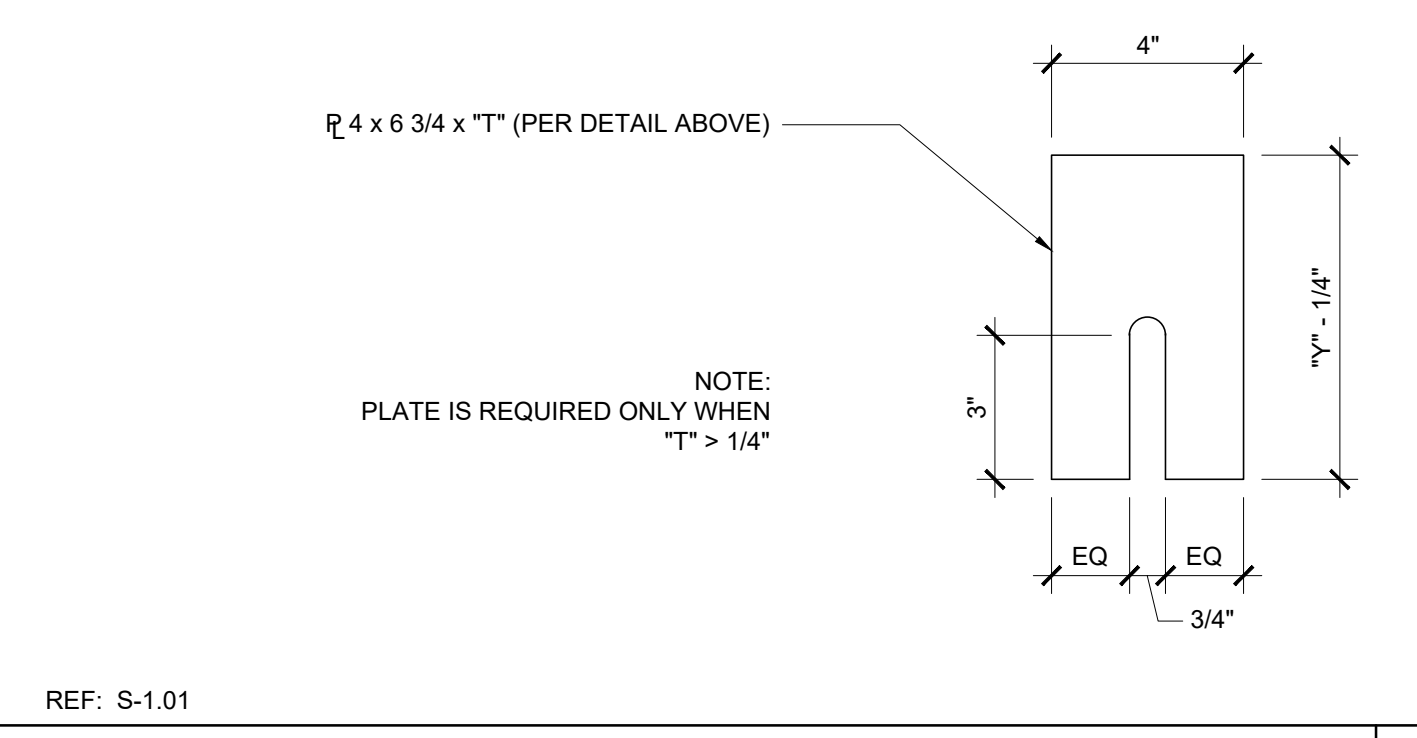 4"
℄ 4 x 6 3/4 x "T" (PER DETAIL ABOVE)
"Y" - 1/4"
NOTE:
PLATE IS REQUIRED ONLY WHEN
"T" > 1/4"
3"
EQ
EQ
3/4"
REF: S-1.01